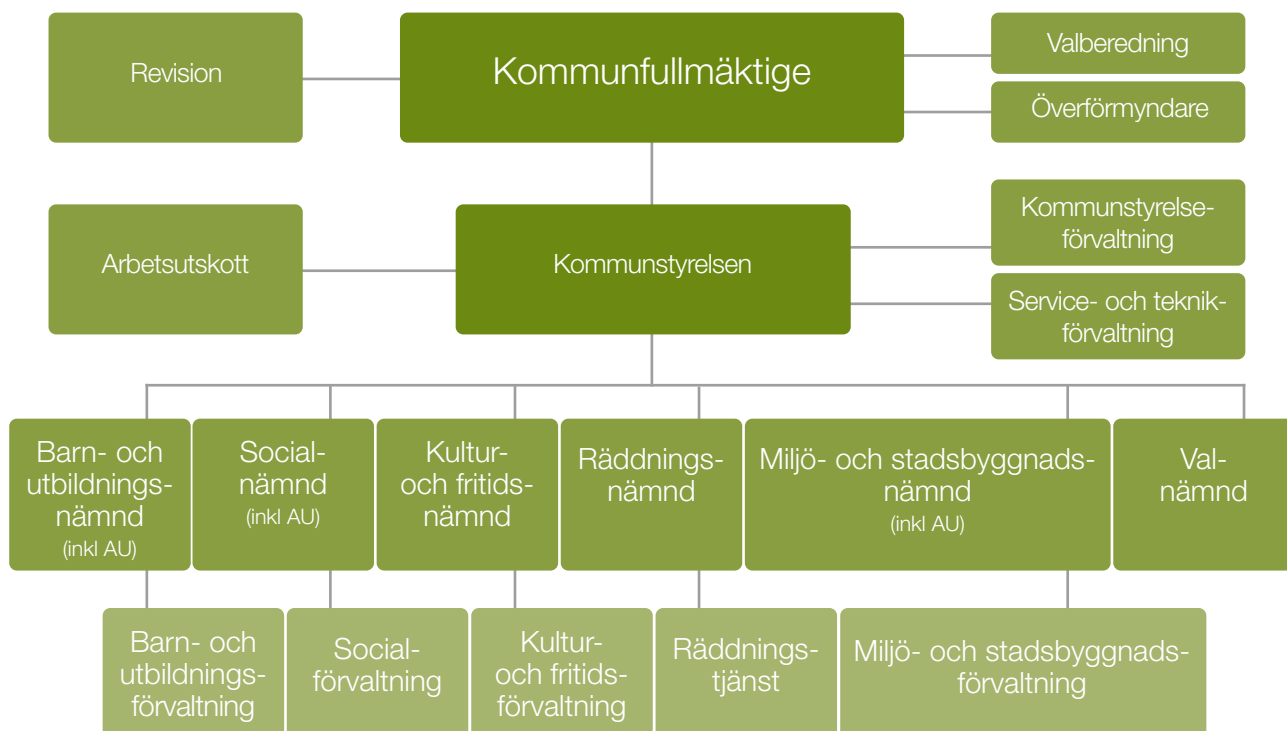 Revision
Kommunfullmäktige
Valberedning
Överförmyndare
Arbetsutskott
Kommunstyrelsen
Kommunstyrelse-
förvaltning
Service- och teknik-
förvaltning
Barn- och
utbildnings-
nämnd
(inkl AU)
Social-
nämnd
(inkl AU)
Kultur-
och fritids-
nämnd
Räddnings-
nämnd
Miljö- och stadsbyggnads-
nämnd
(inkl AU)
Val-
nämnd
Barn- och
utbildnings-
förvaltning
Social-
förvaltning
Kultur-
och fritids-
förvaltning
Räddnings-
tjänst
Miljö- och stadsbyggnads-
förvaltning